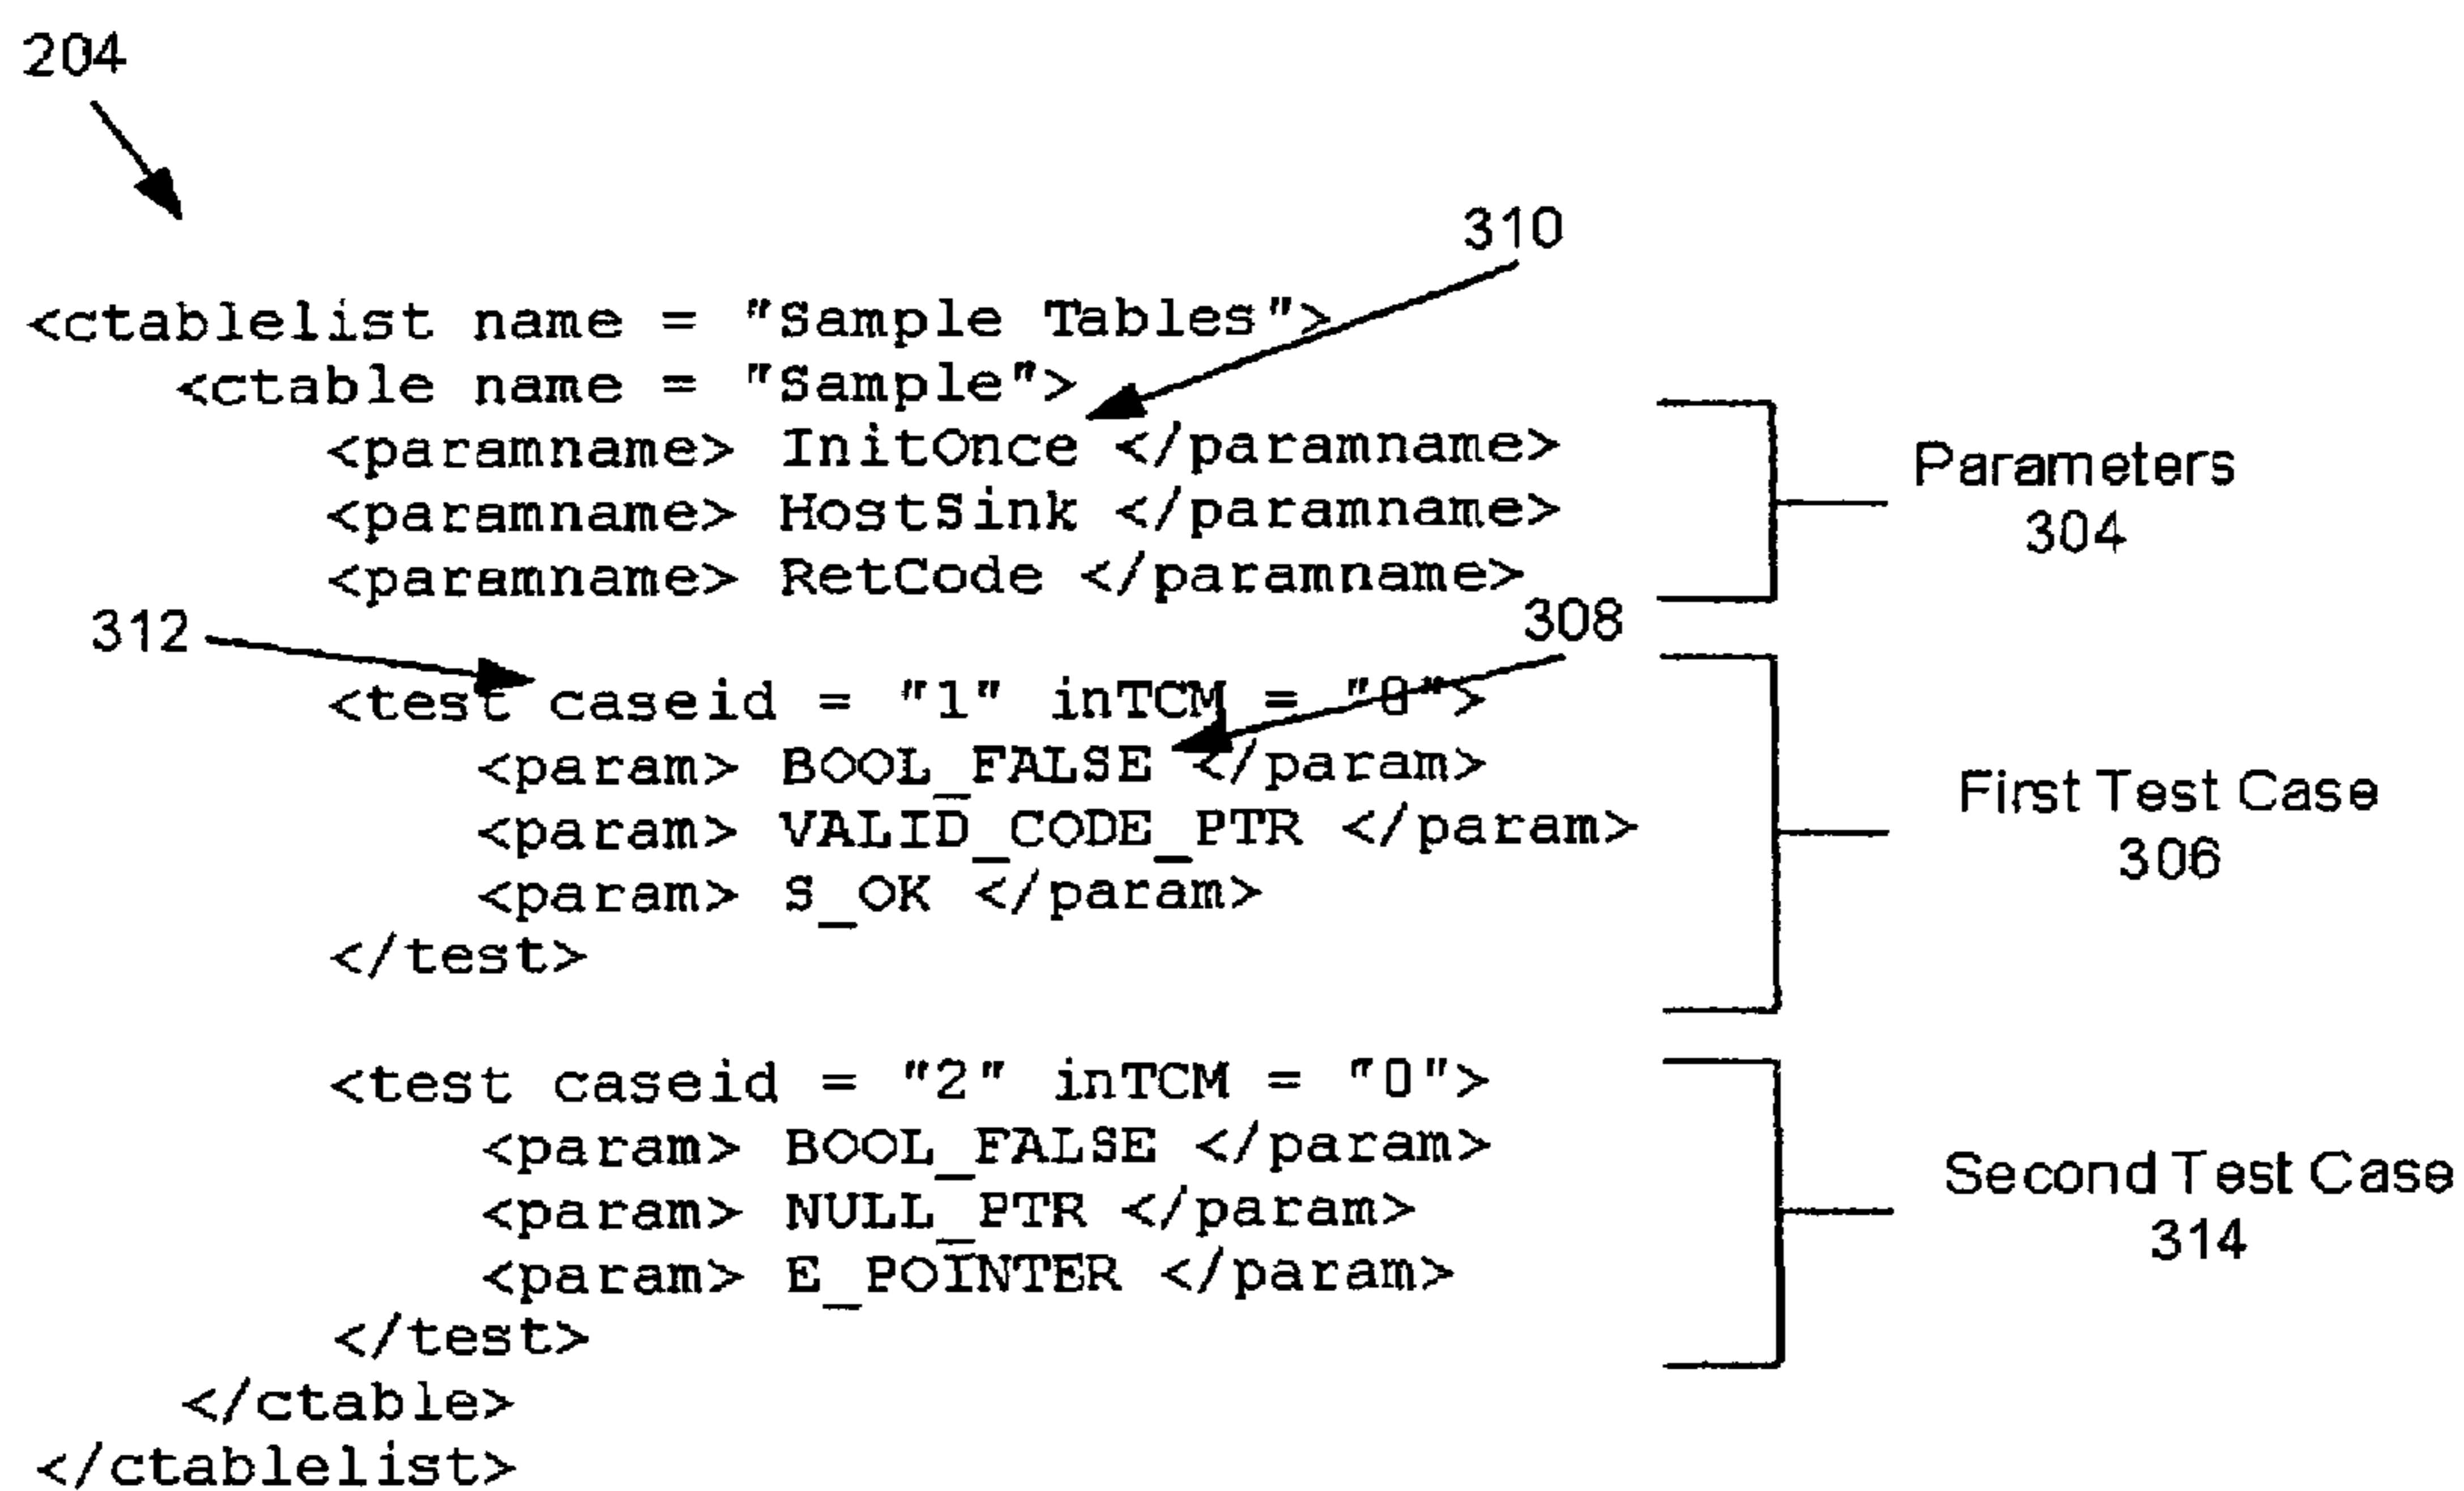 204
310
<ctablelist name = "Sample Tables">
<ctable name = "Sample">
<paramname> InitOnce </paramname>
<paramname> HostSink </paramname>
<paramname> RetCode </paramname>
Parameters
304
312
308
<test caseid = "1" inTCM = "0">
<param> BOOL_FALSE </param>
<param> VALID_CODE_PTR </param>
<param> S_OK </param>
</test>
First Test Case
306
<test caseid = "2" inTCM = "0">
<param> BOOL_FALSE </param>
<param> NULL_PTR </param>
<param> E_POINTER </param>
</test>
Second Test Case
314
</ctable>
</ctablelist>